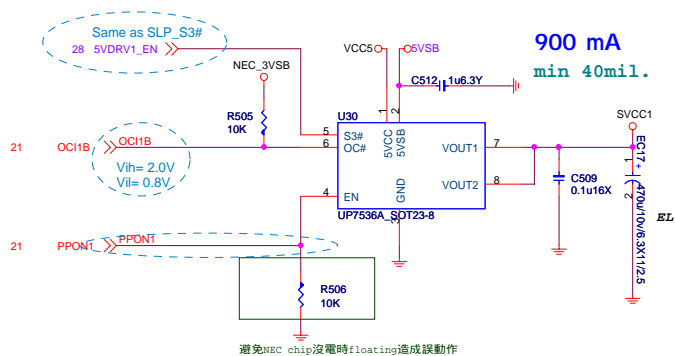 Same as SLP_S3#
28 5VDRV1_EN
NEC_3VSB
VCC5
5VSB
900 mA
min 40mil.
C512 1u6.3Y
SVCC1
R505
10K
U30
1
2
5
S3#
6
OC#
5VCC
5VSB
VOUT1
7
VOUT2
8
4
EN
GND
3
UP7536A_SOT23-8
21 OCI1B
OCI1B
Vih= 2.0V
Vil= 0.8V
C509
0.1u16X
EC17
+
1
2
470u/10v/6.3X11/2.5
EL
21 PPON1
PPON1
R506
10K
避免NEC chip沒電時floating造成誤動作